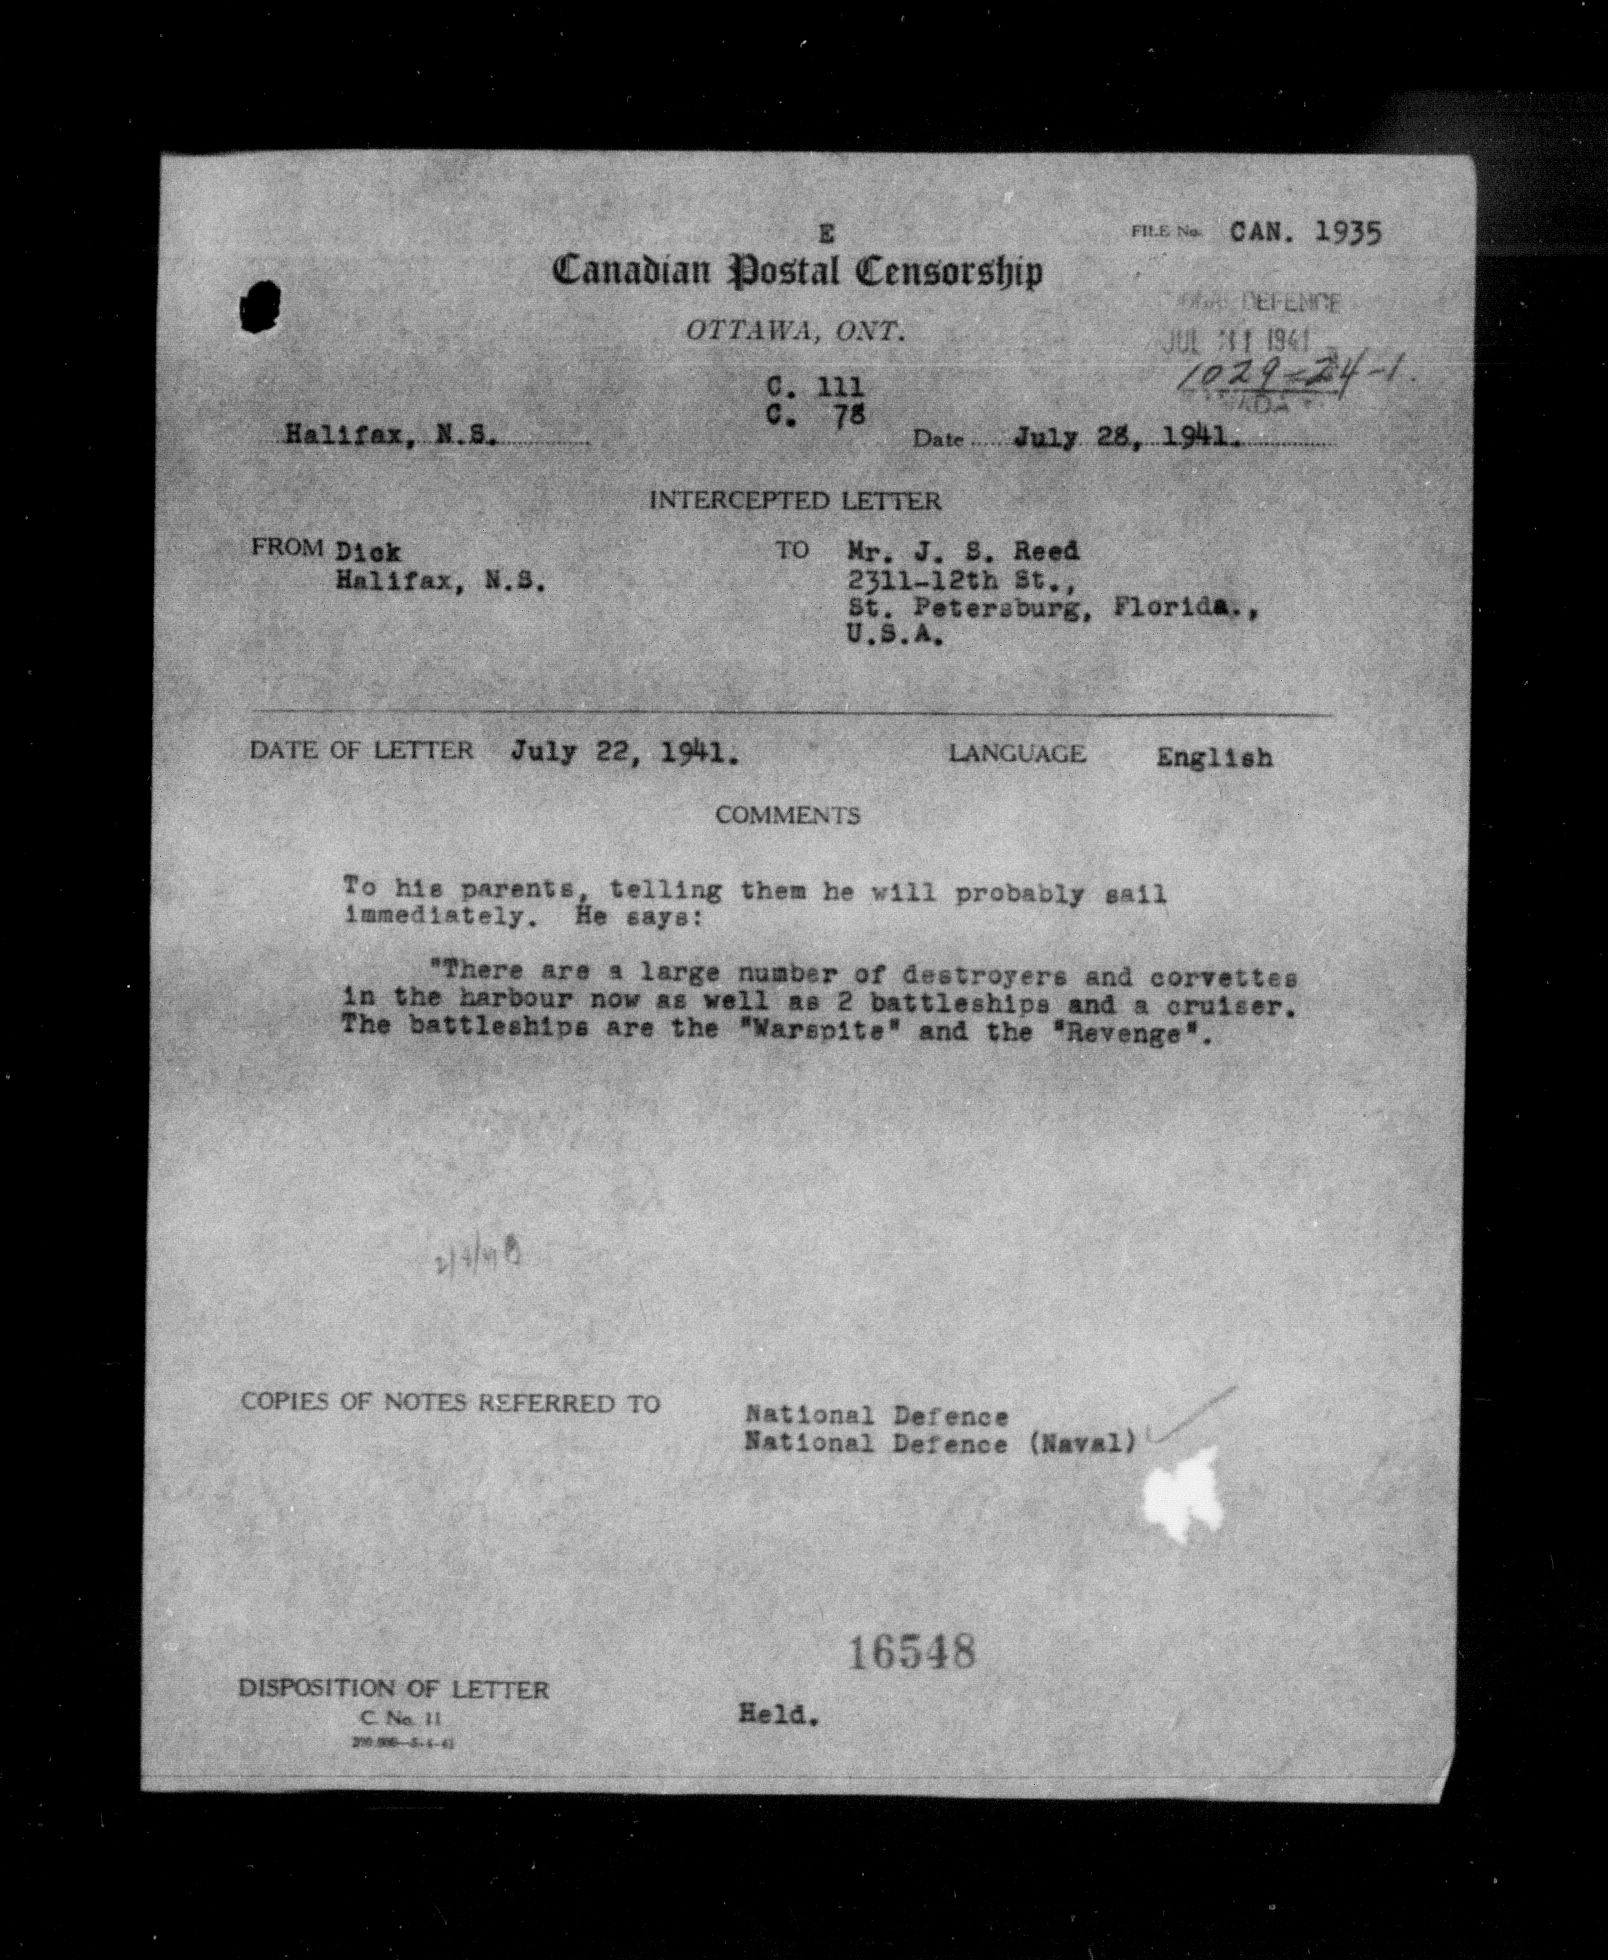 E
FILE No. CAN. 1935
Canadian Postal Censorship
DEFENCE
OTTAWA, ONT.
JUL 31 1941
1029-24-1
C. 111
C. 78
Halifax, N.S.
Date July 28, 1941.
INTERCEPTED LETTER
FROM Dick
Halifax, N.S.
TO Mr. J. S. Reed
2311-12th St.,
St. Petersburg, Florida.,
U.S.A.
DATE OF LETTER July 22, 1941.
LANGUAGE English
COMMENTS
To his parents, telling them he will probably sail
immediately. He says:
"There are a large number of destroyers and corvettes
in the harbour now as well as 2 battleships and a cruiser.
The battleships are the "Warspite" and the "Revenge".
COPIES OF NOTES REFERRED TO
National Defence
National Defence (Naval)
16548
DISPOSITION OF LETTER
Held.
C. No. 11